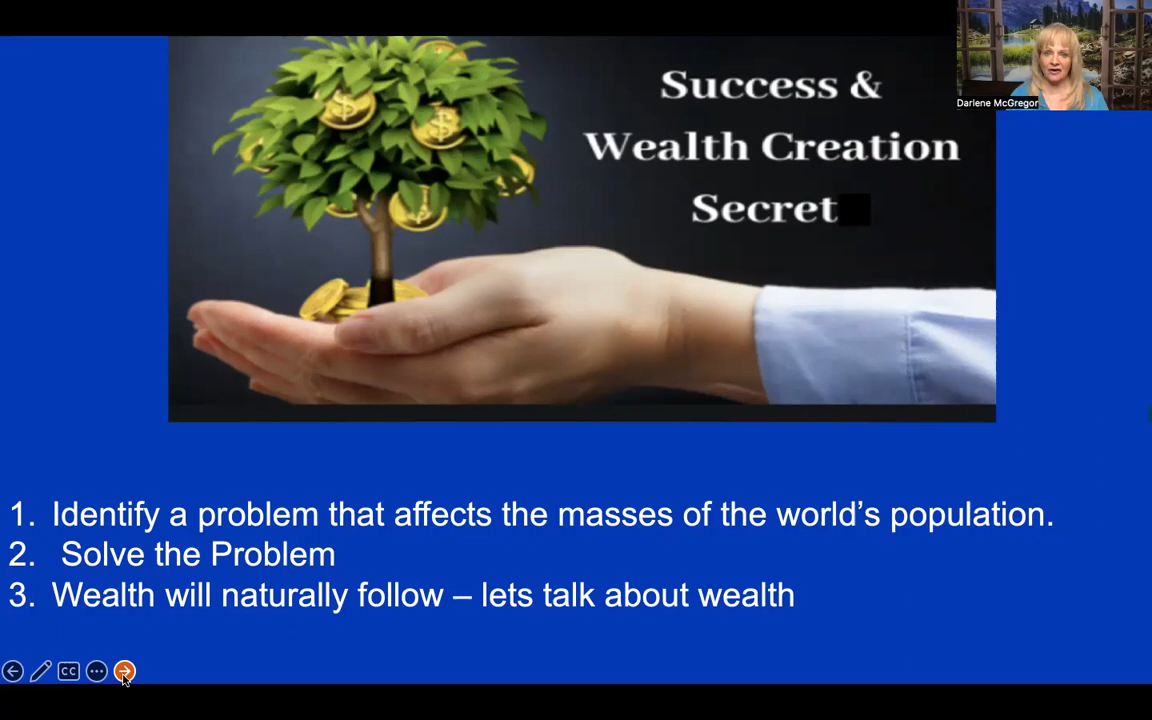 Success &
Wealth Creation
Secret
Darlene McGregor
1. Identify a problem that affects the masses of the world’s population.
2. Solve the Problem
3. Wealth will naturally follow – lets talk about wealth
CC